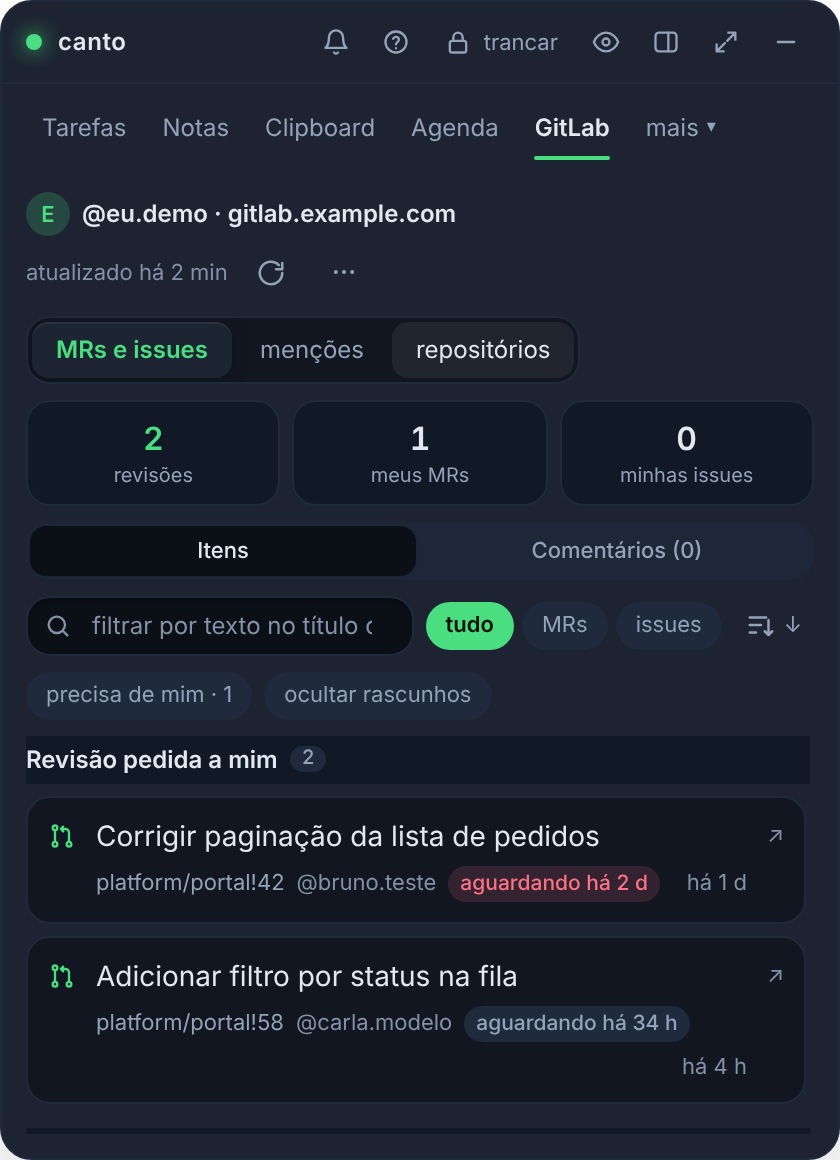 canto
trancar
Tarefas Notas Clipboard Agenda GitLab mais ▾
E @eu.demo · gitlab.example.com
atualizado há 2 min
MRs e issues menções repositórios
2 1 0
revisões meus MRs minhas issues
Itens Comentários (0)
filtrar por texto no título tudo MRs issues
precisa de mim · 1 ocultar rascunhos
Revisão pedida a mim 2
Corrigir paginação da lista de pedidos
platform/portal!42 @bruno.teste aguardando há 2 d há 1 d
Adicionar filtro por status na fila
platform/portal!58 @carla.modelo aguardando há 34 h
há 4 h